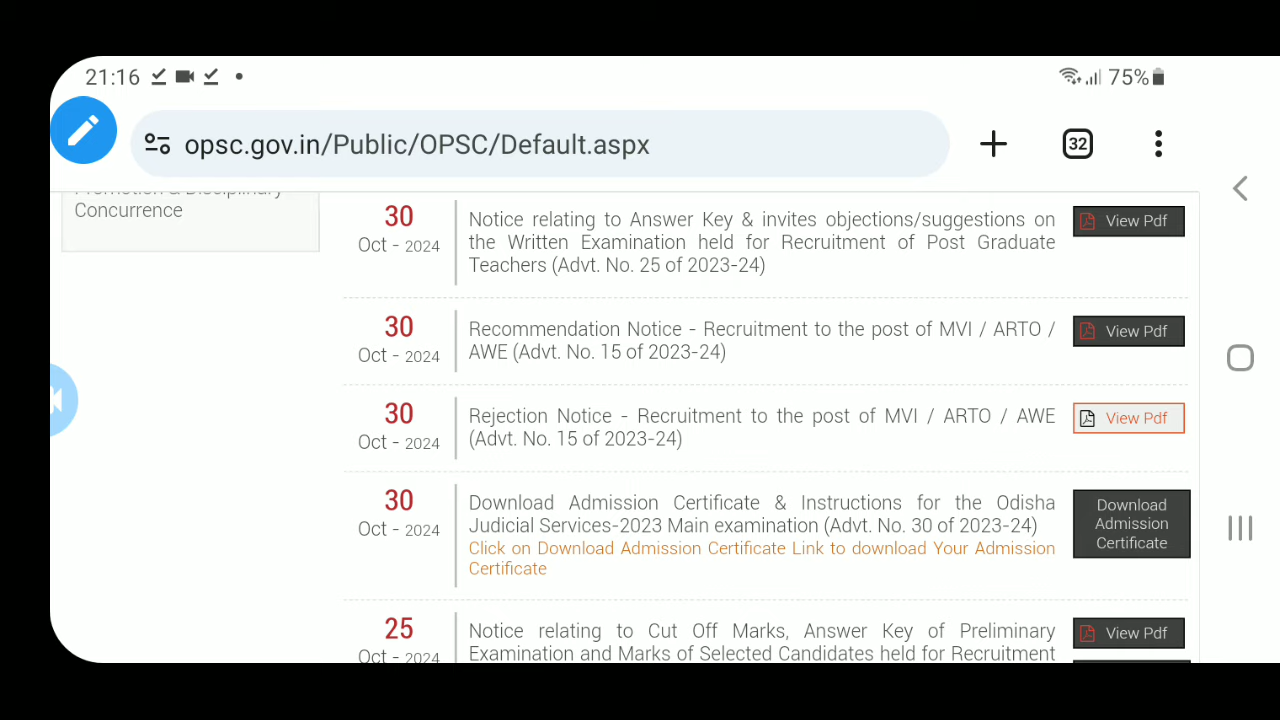 21:16
75%
opsc.gov.in/Public/OPSC/Default.aspx
32
Promotion & Disciplinary
Concurrence
30
Oct - 2024
Notice relating to Answer Key & invites objections/suggestions on
the Written Examination held for Recruitment of Post Graduate
Teachers (Advt. No. 25 of 2023-24)
View Pdf
30
Oct - 2024
Recommendation Notice - Recruitment to the post of MVI / ARTO /
AWE (Advt. No. 15 of 2023-24)
View Pdf
30
Oct - 2024
Rejection Notice - Recruitment to the post of MVI / ARTO / AWE
(Advt. No. 15 of 2023-24)
View Pdf
30
Oct - 2024
Download Admission Certificate & Instructions for the Odisha
Judicial Services-2023 Main examination (Advt. No. 30 of 2023-24)
Click on Download Admission Certificate Link to download Your Admission
Certificate
Download
Admission
Certificate
25
Oct - 2024
Notice relating to Cut Off Marks, Answer Key of Preliminary
Examination and Marks of Selected Candidates held for Recruitment
View Pdf